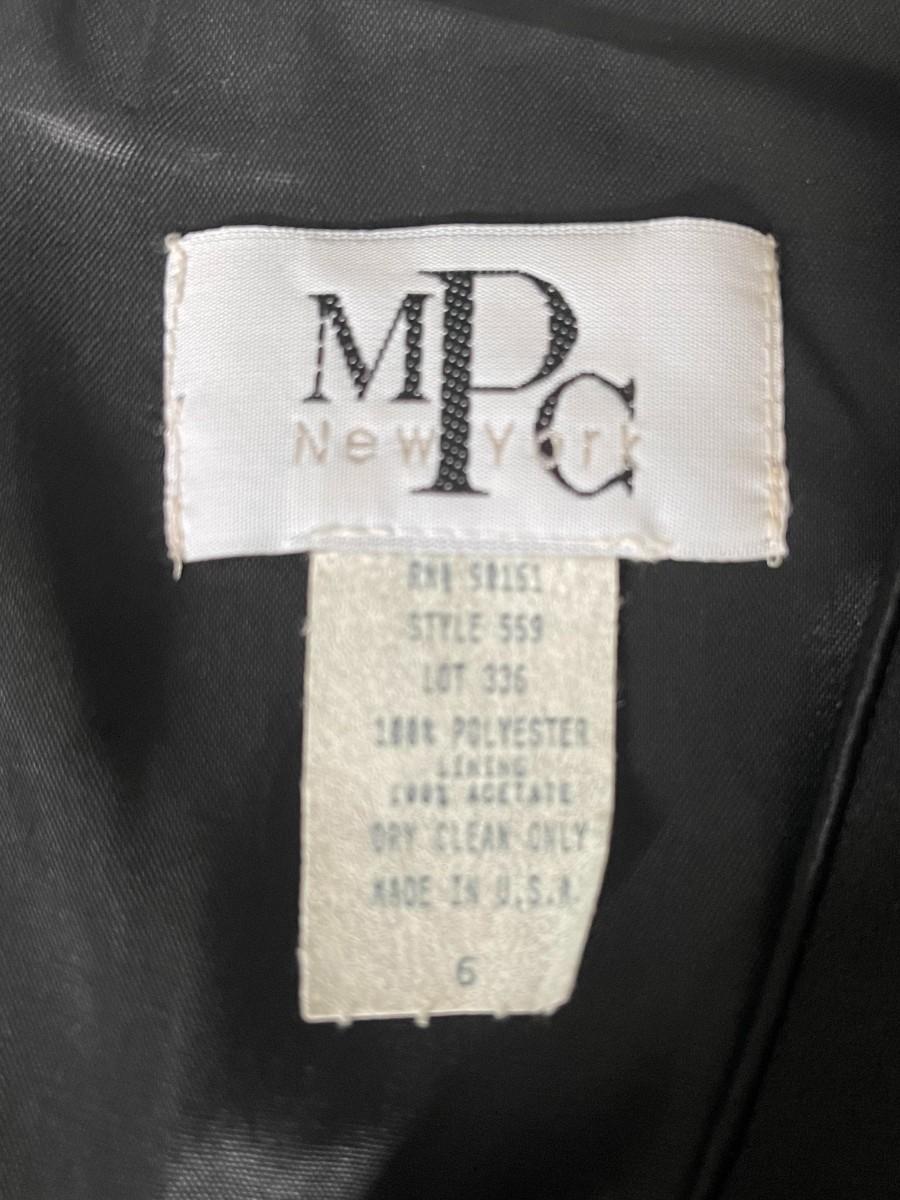 MPC
New York
RN# 90151
STYLE 559
LOT 336
100% POLYESTER
LINING
100% ACETATE
DRY CLEAN ONLY
MADE IN U.S.A.
6